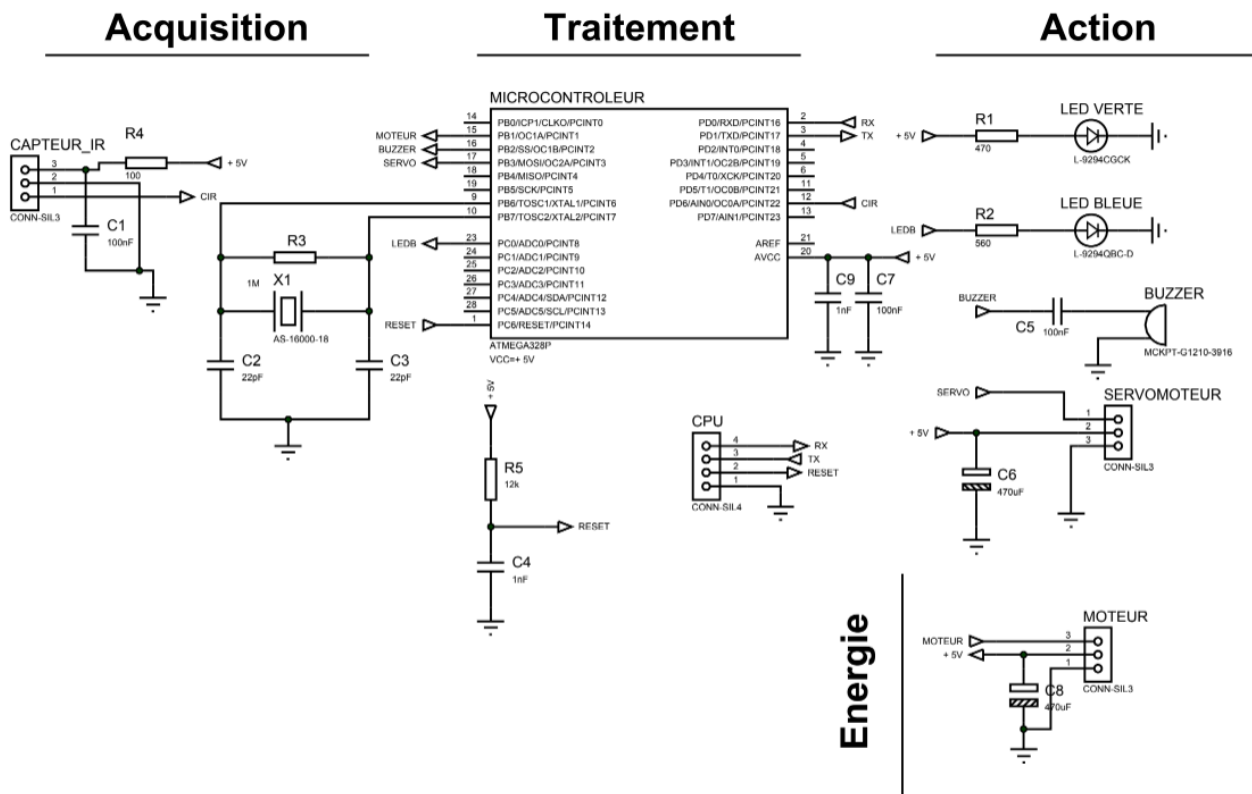 Acquisition
Traitement
Action
CAPTEUR_IR
3
2
1
CONN-SIL3
R4
100
+ 5V
CIR
C1
100nF
R3
1M
X1
AS-16000-18
C2
22pF
C3
22pF
MICROCONTROLEUR
14 PB0/ICP1/CLKO/PCINT0
MOTEUR 15 PB1/OC1A/PCINT1
BUZZER 16 PB2/SS/OC1B/PCINT2
SERVO 17 PB3/MOSI/OC2A/PCINT3
18 PB4/MISO/PCINT4
19 PB5/SCK/PCINT5
9 PB6/TOSC1/XTAL1/PCINT6
10 PB7/TOSC2/XTAL2/PCINT7
LEDB 23 PC0/ADC0/PCINT8
24 PC1/ADC1/PCINT9
25 PC2/ADC2/PCINT10
26 PC3/ADC3/PCINT11
27 PC4/ADC4/SDA/PCINT12
28 PC5/ADC5/SCL/PCINT13
RESET 1 PC6/RESET/PCINT14
PD0/RXD/PCINT16 2 RX
PD1/TXD/PCINT17 3 TX
PD2/INT0/PCINT18 4
PD3/INT1/OC2B/PCINT19 5
PD4/T0/XCK/PCINT20 6
PD5/T1/OC0B/PCINT21 11
PD6/AIN0/OC0A/PCINT22 12 CIR
PD7/AIN1/PCINT23 13
AREF 21
AVCC 20 + 5V
ATMEGA328P
VCC=+ 5V
C9
1nF
C7
100nF
+ 5V
R5
12k
RESET
C4
1nF
CPU
4 RX
3 TX
2 RESET
1
CONN-SIL4
LED VERTE
+ 5V
R1
470
L-9294CGCK
LED BLEUE
LEDB
R2
560
L-9294QBC-D
BUZZER
BUZZER
C5
100nF
MCKPT-G1210-3916
SERVO
SERVOMOTEUR
1
+ 5V
2
3
CONN-SIL3
C6
470uF
Energie
MOTEUR
MOTEUR 3
+ 5V 2
1
CONN-SIL3
C8
470uF